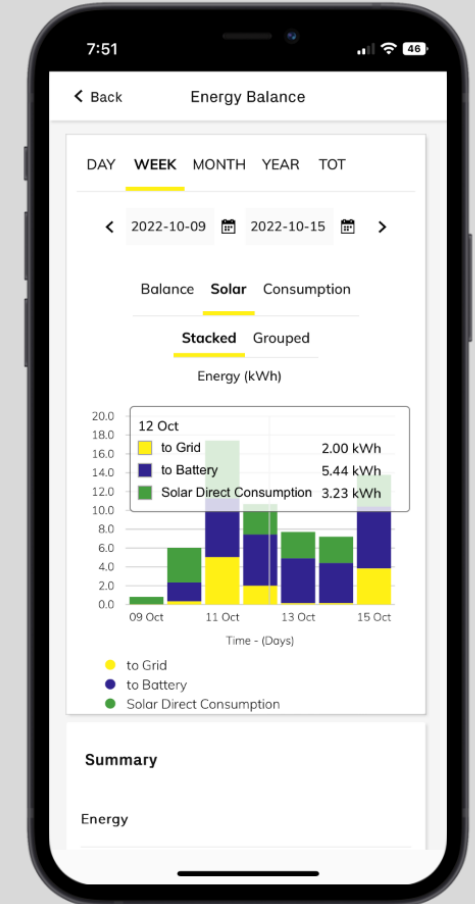 7:51
46
Back Energy Balance
DAY WEEK MONTH YEAR TOT
2022-10-09 2022-10-15
Balance Solar Consumption
Stacked Grouped
Energy (kWh)
20.0
18.0
16.0
14.0
12.0
10.0
8.0
6.0
4.0
2.0
0.0
12 Oct
to Grid 2.00 kWh
to Battery 5.44 kWh
Solar Direct Consumption 3.23 kWh
09 Oct 11 Oct 13 Oct 15 Oct
Time - (Days)
to Grid
to Battery
Solar Direct Consumption
Summary
Energy